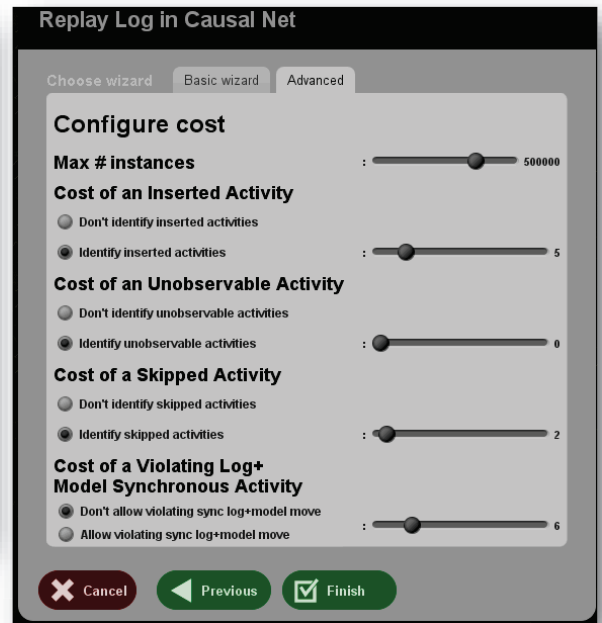 Replay Log in Causal Net
Choose wizard Basic wizard Advanced
Configure cost
Max # instances : 500000
Cost of an Inserted Activity
Don't identify inserted activities
Identify inserted activities : 5
Cost of an Unobservable Activity
Don't identify unobservable activities
Identify unobservable activities : 0
Cost of a Skipped Activity
Don't identify skipped activities
Identify skipped activities : 2
Cost of a Violating Log+
Model Synchronous Activity
Don't allow violating sync log+model move
: 6
Allow violating sync log+model move
Cancel Previous Finish